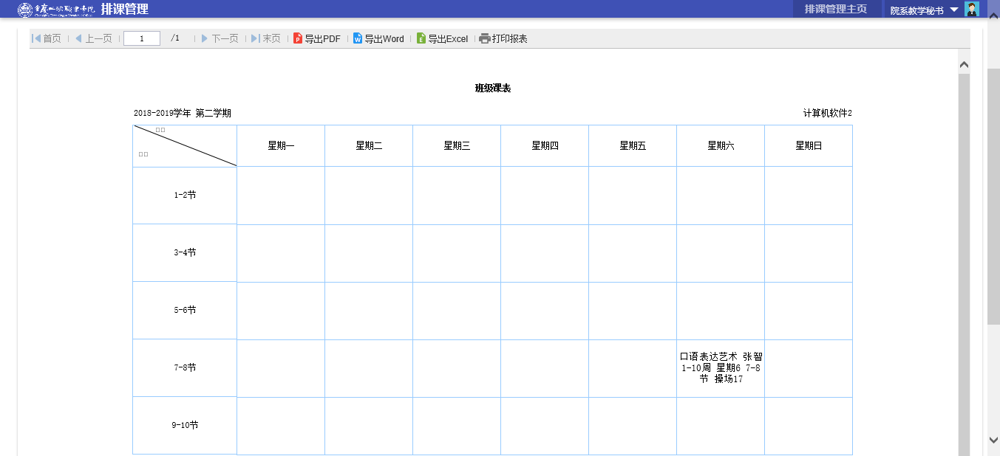 排课管理
排课管理主页
院系教学秘书
首页 上一页 1 /1 下一页 末页 导出PDF 导出Word 导出Excel 打印报表
班级课表
2018-2019学年 第二学期
计算机软件2
星期一 星期二 星期三 星期四 星期五 星期六 星期日
1-2节
3-4节
5-6节
7-8节
口语表达艺术 张智
1-10周 星期6 7-8
节 操场17
9-10节